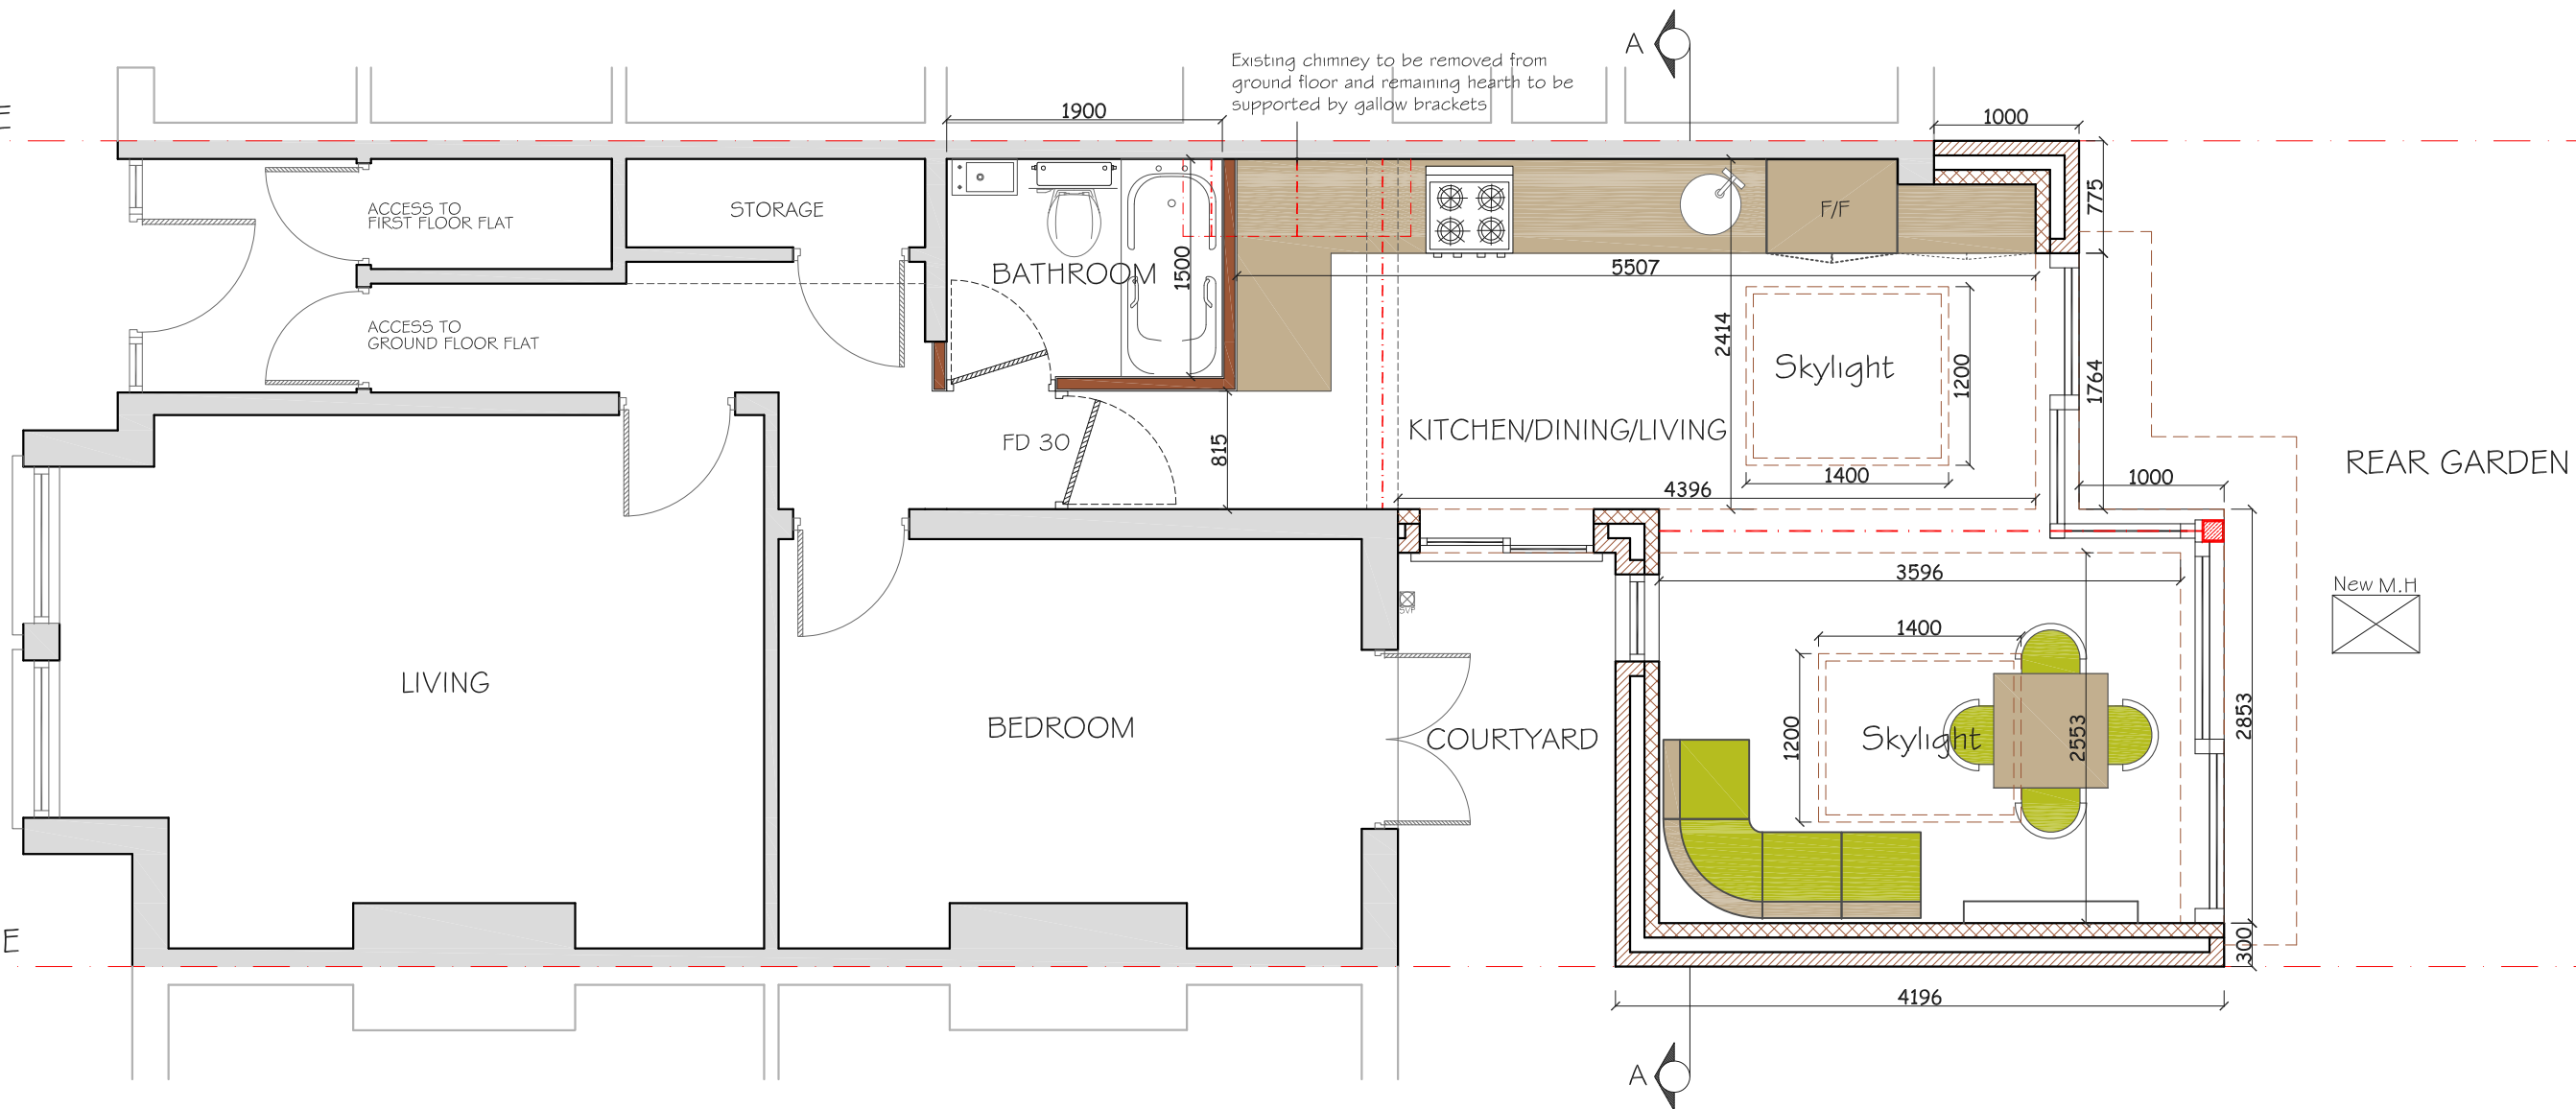 A
Existing chimney to be removed from
ground floor and remaining hearth to be
supported by gallow brackets
E
1900
1000
775
ACCESS TO
FIRST FLOOR FLAT
STORAGE
F/F
BATHROOM
1500
5507
2414
Skylight
1200
1764
ACCESS TO
GROUND FLOOR FLAT
FD 30
815
KITCHEN/DINING/LIVING
1400
4396
1000
REAR GARDEN
3596
New M.H
SVP
1400
LIVING
BEDROOM
COURTYARD
1200
Skylight
2553
2853
E
300
4196
A